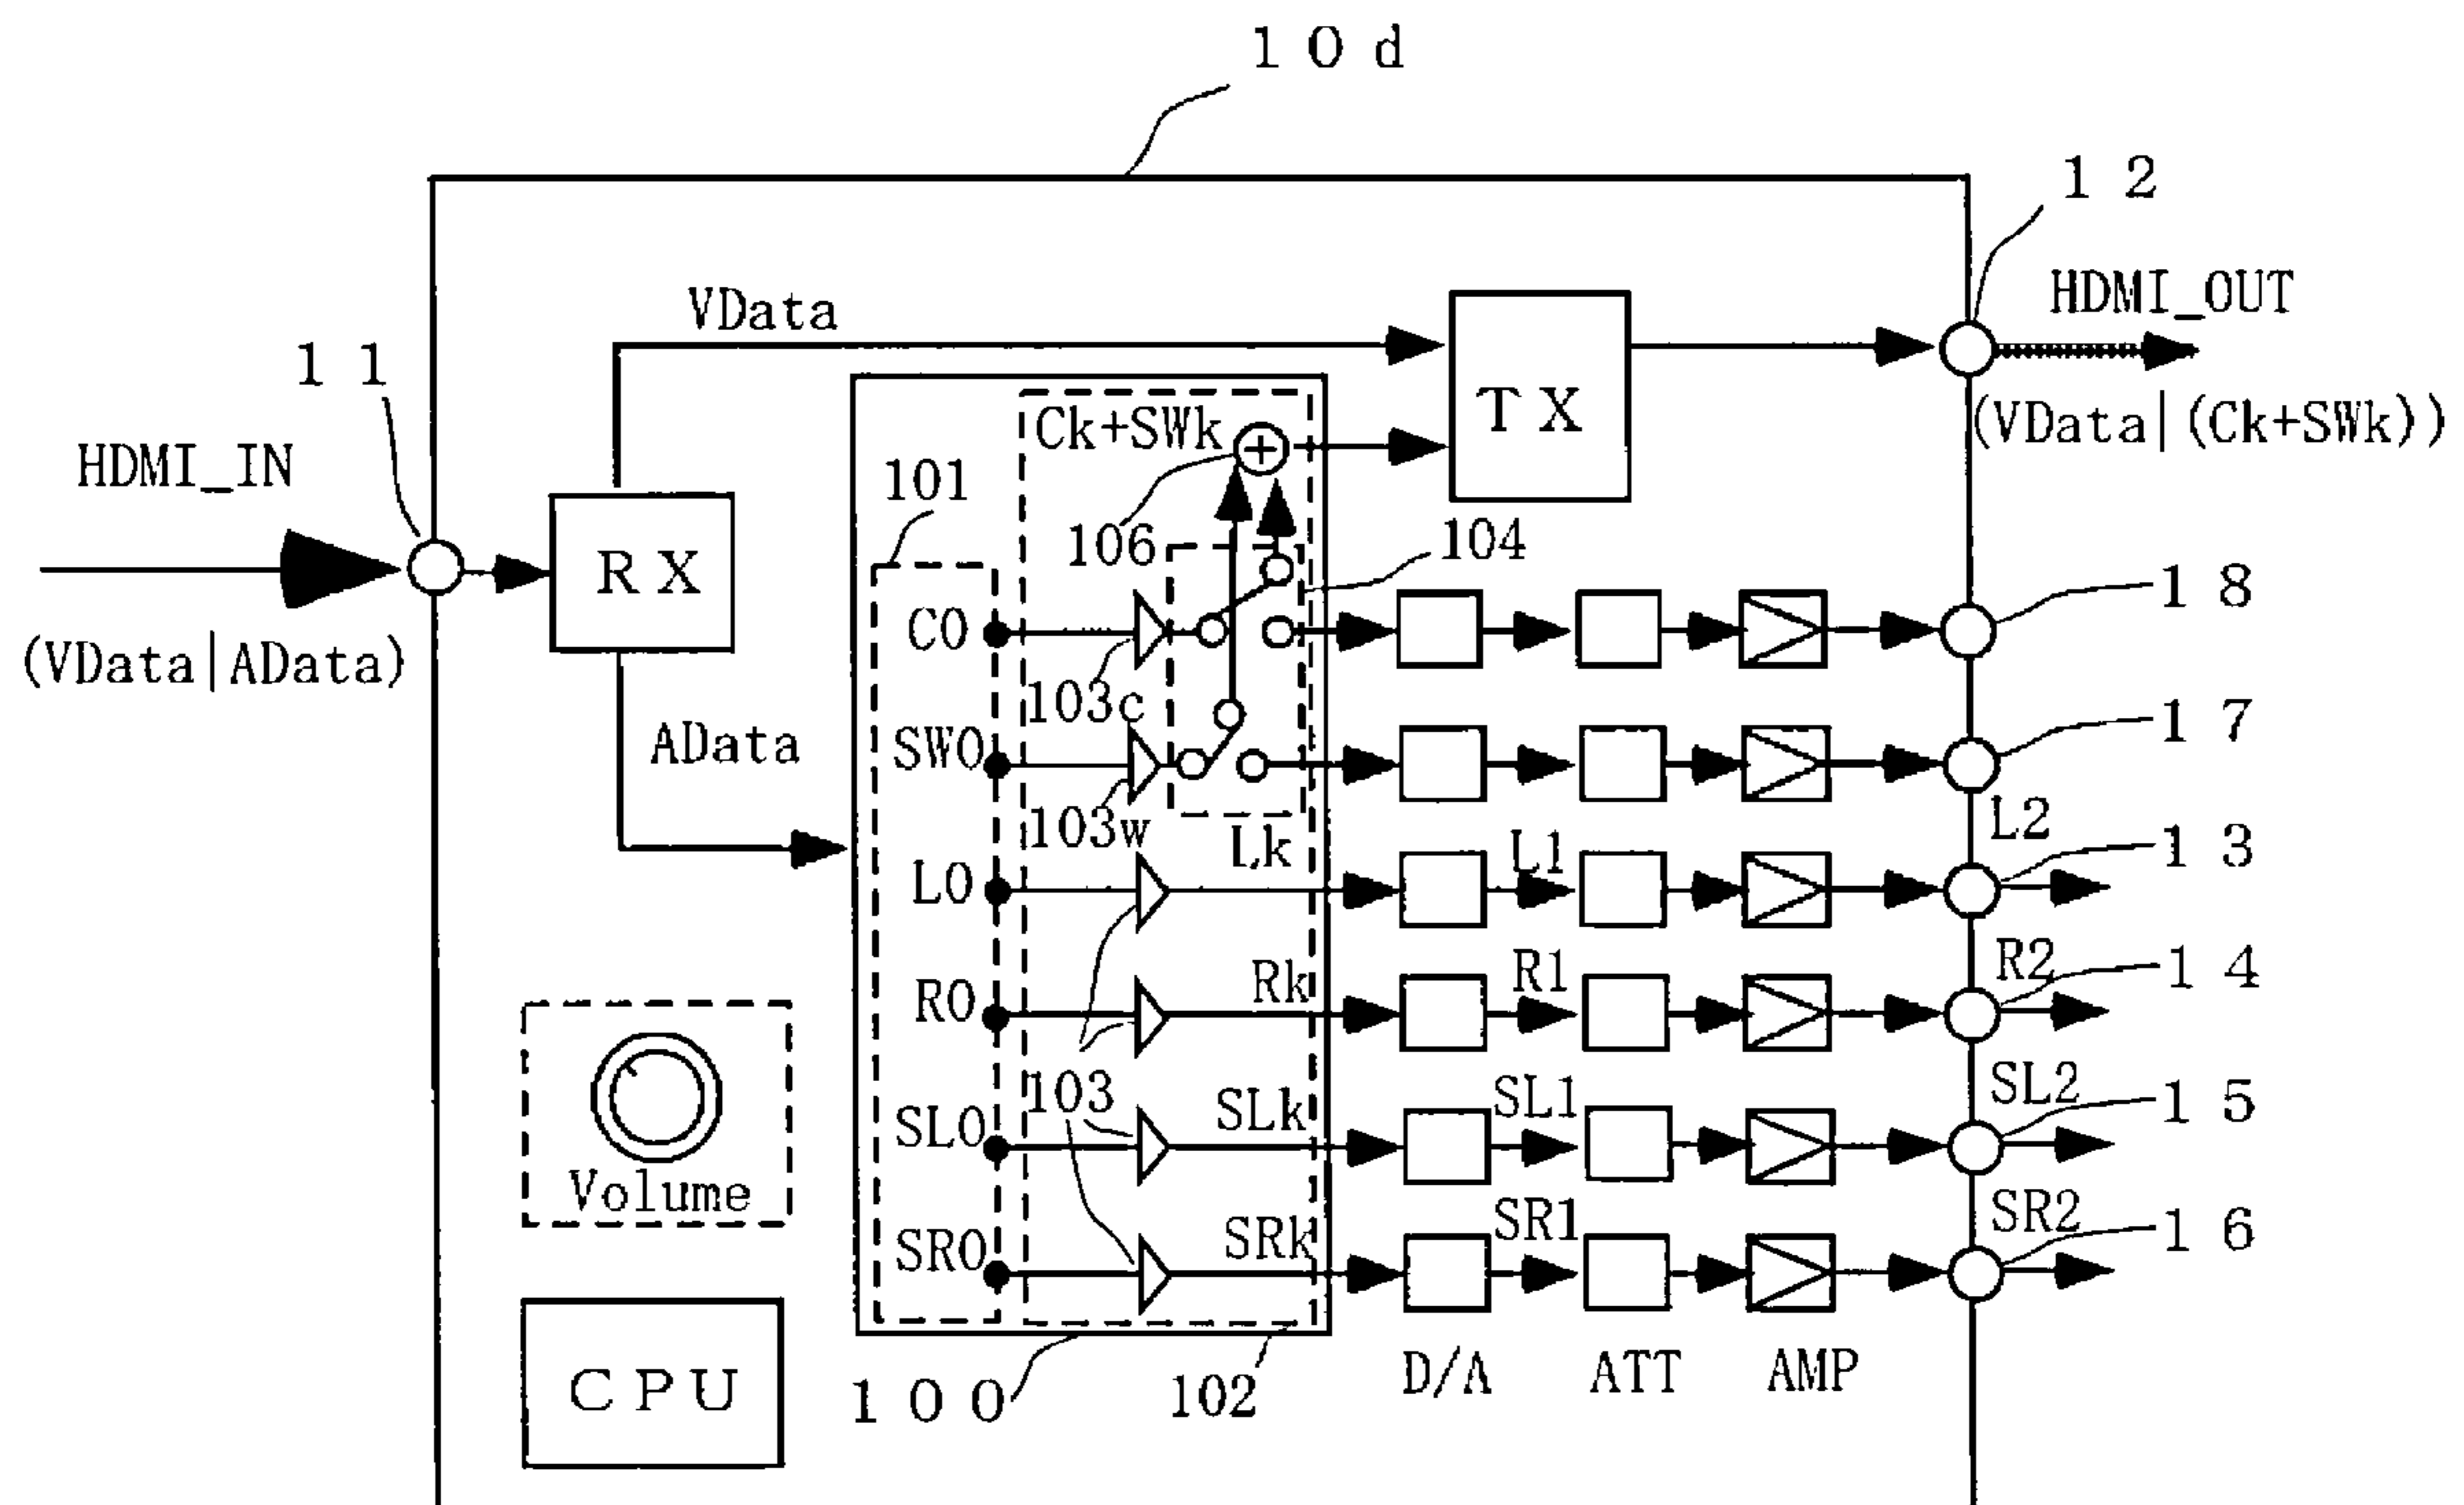 10d
12
HDMI_OUT
(VData|(Ck+SWk))
VData
TX
11
HDMI_IN
(VData|AData)
RX
AData
Ck+SWk
101
106
104
C0
103c
18
SW0
103w
17
Lk
L1
L2
L0
13
R0
Rk
R1
R2
14
103
SL0
SLk
SL1
SL2
15
SR0
SRk
SR1
SR2
16
Volume
CPU
100
102
D/A
ATT
AMP